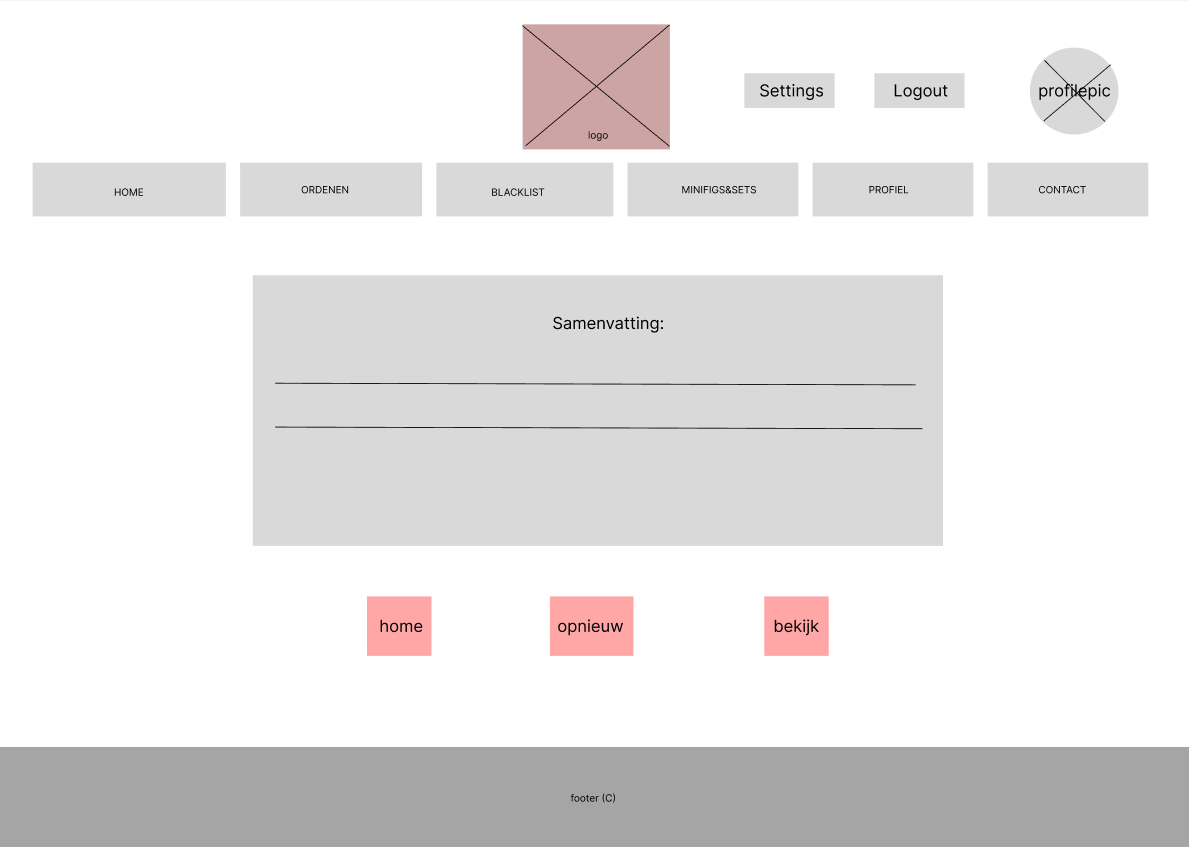 logo
Settings
Logout
profilepic
HOME
ORDENEN
BLACKLIST
MINIFIGS&SETS
PROFIEL
CONTACT
Samenvatting:
home
opnieuw
bekijk
footer (C)